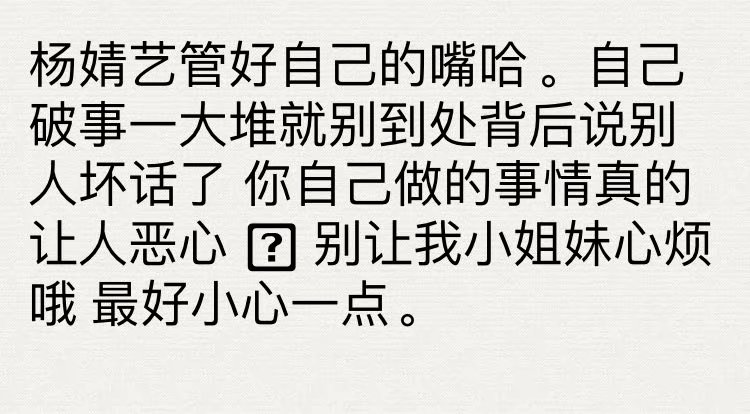 杨婧艺管好自己的嘴哈 。自己
破事一大堆就别到处背后说别
人坏话了 你自己做的事情真的
让人恶心 ? 别让我小姐妹心烦
哦 最好小心一点 。